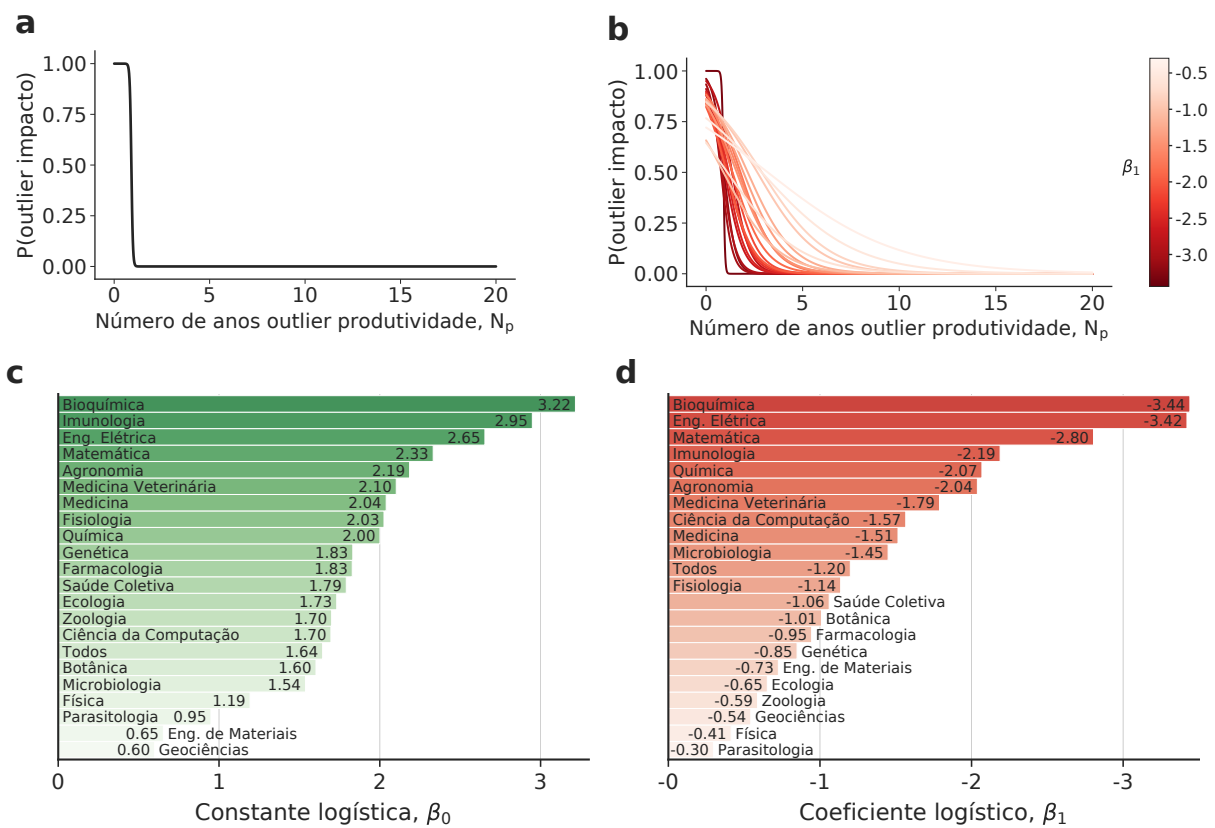 a
P(outlier impacto)
1.00
0.75
0.50
0.25
0.00
0
5
10
15
20
Número de anos outlier produtividade, Nₚ
b
P(outlier impacto)
1.00
0.75
0.50
0.25
0.00
0
5
10
15
20
Número de anos outlier produtividade, Nₚ
β₁
-0.5
-1.0
-1.5
-2.0
-2.5
-3.0
c
Bioquímica 3.22
Imunologia 2.95
Eng. Elétrica 2.65
Matemática 2.33
Agronomia 2.19
Medicina Veterinária 2.10
Medicina 2.04
Fisiologia 2.03
Química 2.00
Genética 1.83
Farmacologia 1.83
Saúde Coletiva 1.79
Ecologia 1.73
Zoologia 1.70
Ciência da Computação 1.70
Todos 1.64
Botânica 1.60
Microbiologia 1.54
Física 1.19
Parasitologia 0.95
0.65 Eng. de Materiais
0.60 Geociências
0
1
2
3
Constante logística, β₀
d
Bioquímica -3.44
Eng. Elétrica -3.42
Matemática -2.80
Imunologia -2.19
Química -2.07
Agronomia -2.04
Medicina Veterinária -1.79
Ciência da Computação -1.57
Medicina -1.51
Microbiologia -1.45
Todos -1.20
Fisiologia -1.14
-1.06 Saúde Coletiva
-1.01 Botânica
-0.95 Farmacologia
-0.85 Genética
-0.73 Eng. de Materiais
-0.65 Ecologia
-0.59 Zoologia
-0.54 Geociências
-0.41 Física
-0.30 Parasitologia
-0
-1
-2
-3
Coeficiente logístico, β₁